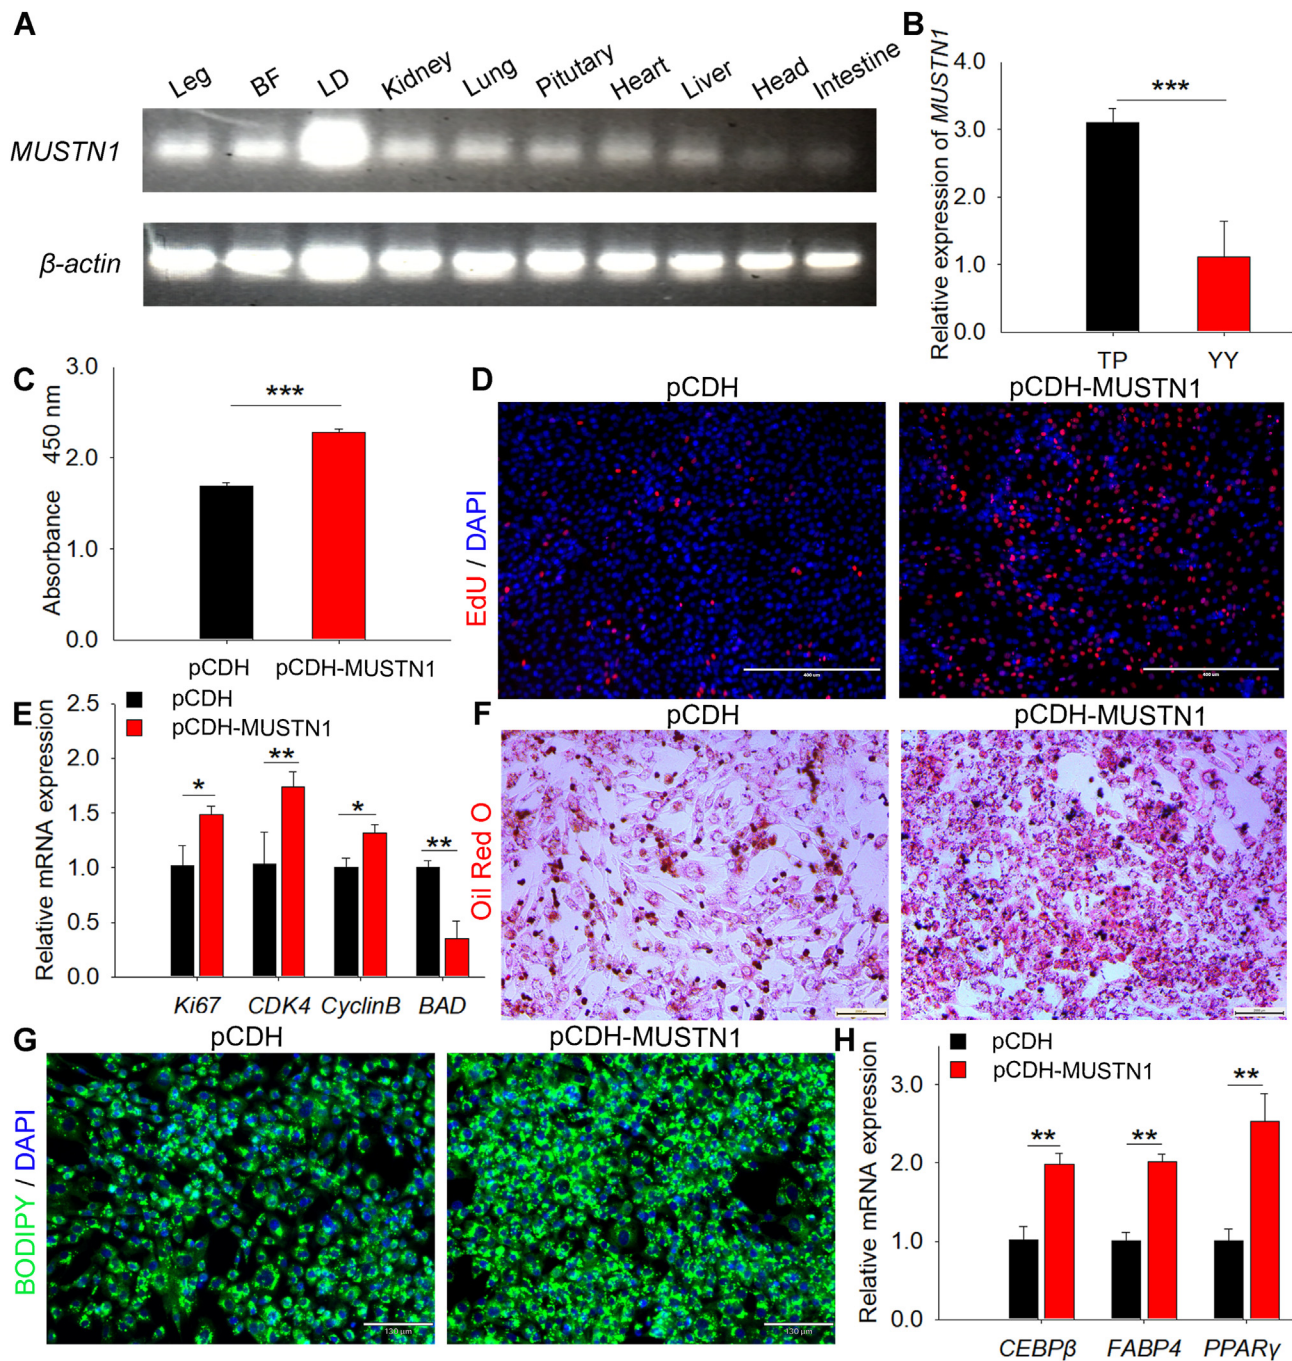 A
Leg BF LD Kidney Lung Pitutary Heart Liver Head Intestine
MUSTN1
β-actin
B
Relative expression of MUSTN1
4.0
3.0
2.0
1.0
0.0
***
TP YY
C
Absorbance 450 nm
3.0
2.0
1.0
0.0
***
pCDH pCDH-MUSTN1
D
pCDH pCDH-MUSTN1
EdU / DAPI
400 um
400 um
E
pCDH
pCDH-MUSTN1
Relative mRNA expression
2.5
2.0
1.5
1.0
0.5
0.0
* ** * **
Ki67 CDK4 CyclinB BAD
F
pCDH pCDH-MUSTN1
Oil Red O
G
pCDH pCDH-MUSTN1
BODIPY / DAPI
130 µm
130 µm
H
pCDH
pCDH-MUSTN1
Relative mRNA expression
3.0
2.0
1.0
0.0
** ** **
CEBPβ FABP4 PPARγ